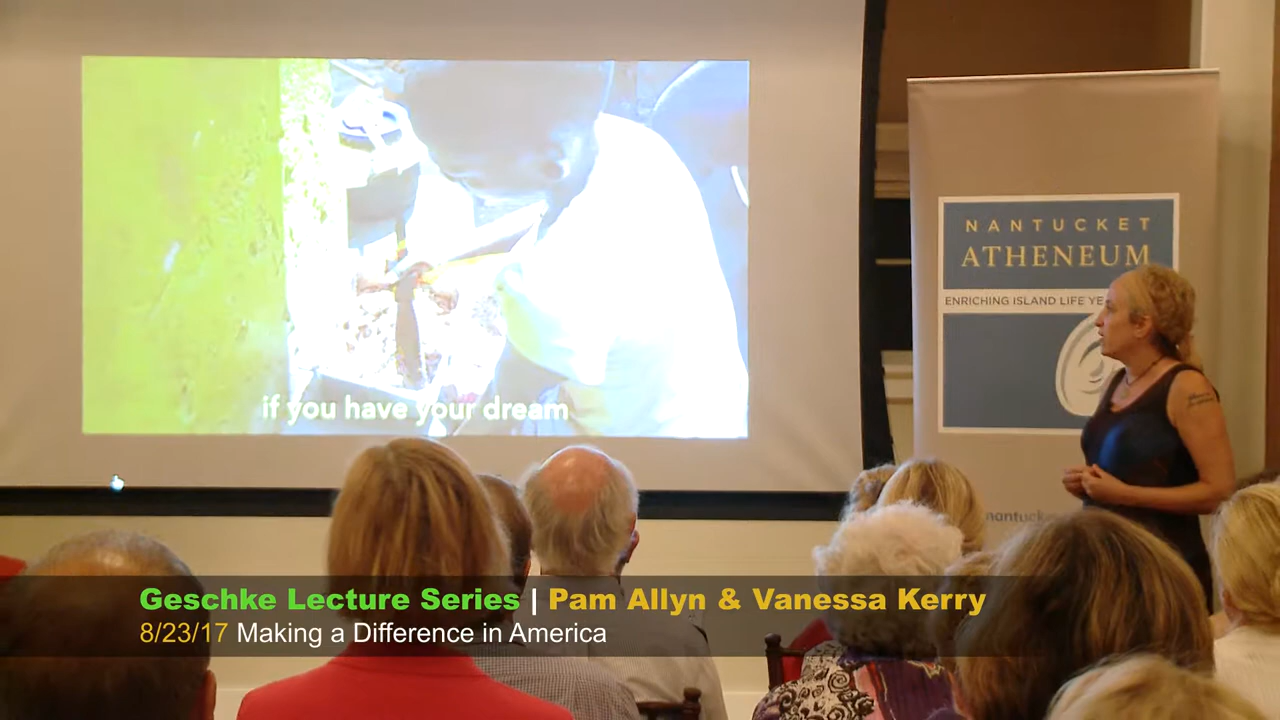 if you have your dream
NANTUCKET
ATHENEUM
ENRICHING ISLAND LIFE
Geschke Lecture Series | Pam Allyn & Vanessa Kerry
8/23/17 Making a Difference in America